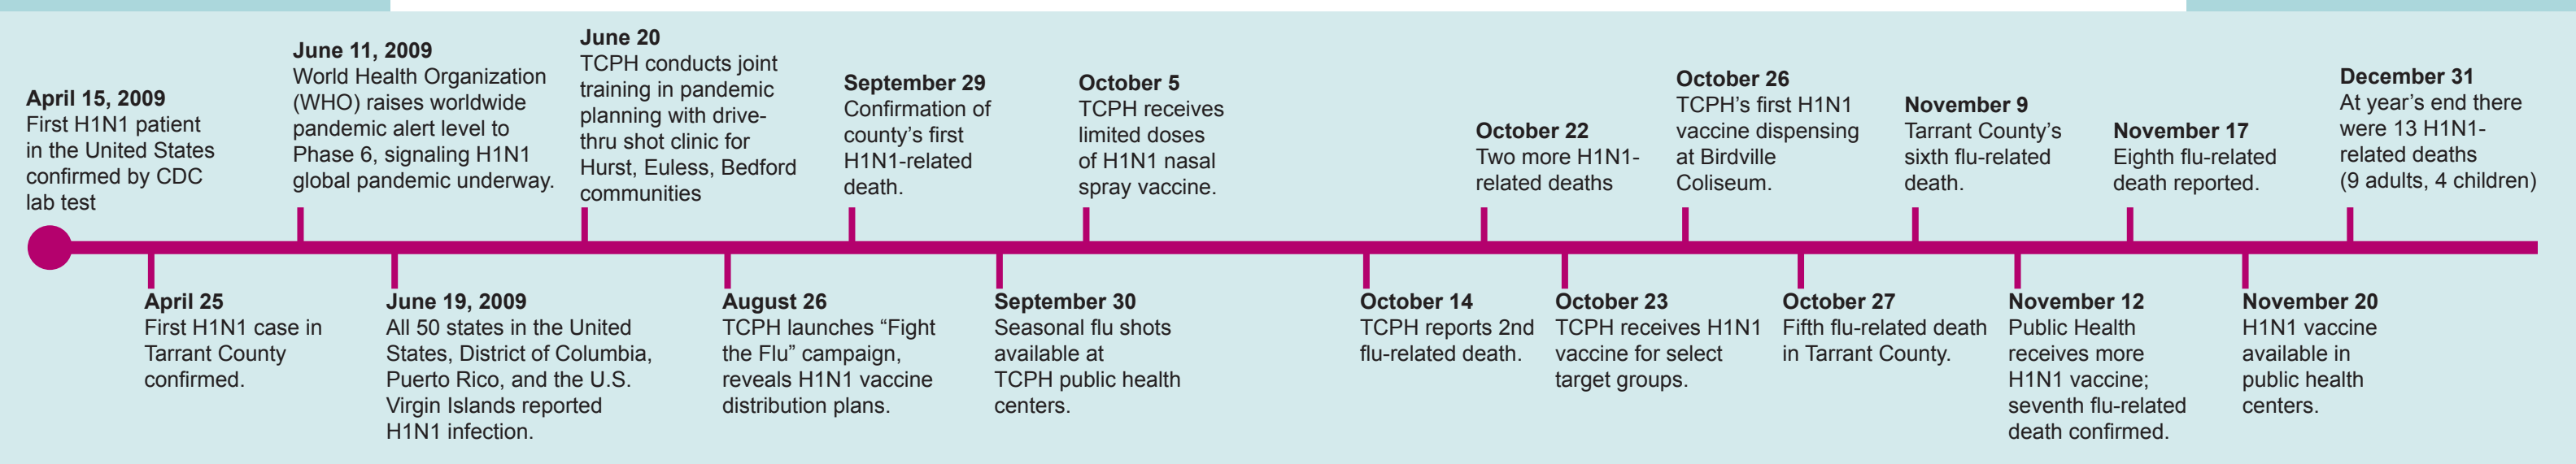 April 15, 2009
First H1N1 patient
in the United States
confirmed by CDC
lab test
April 25
First H1N1 case in
Tarrant County
confirmed.
June 11, 2009
World Health Organization
(WHO) raises worldwide
pandemic alert level to
Phase 6, signaling H1N1
global pandemic underway.
June 19, 2009
All 50 states in the United
States, District of Columbia,
Puerto Rico, and the U.S.
Virgin Islands reported
H1N1 infection.
June 20
TCPH conducts joint
training in pandemic
planning with drive-
thru shot clinic for
Hurst, Euless, Bedford
communities
August 26
TCPH launches “Fight
the Flu” campaign,
reveals H1N1 vaccine
distribution plans.
September 29
Confirmation of
county’s first
H1N1-related
death.
September 30
Seasonal flu shots
available at
TCPH public health
centers.
October 5
TCPH receives
limited doses
of H1N1 nasal
spray vaccine.
October 14
TCPH reports 2nd
flu-related death.
October 22
Two more H1N1-
related deaths
October 23
TCPH receives H1N1
vaccine for select
target groups.
October 26
TCPH’s first H1N1
vaccine dispensing
at Birdville
Coliseum.
October 27
Fifth flu-related death
in Tarrant County.
November 9
Tarrant County’s
sixth flu-related
death.
November 12
Public Health
receives more
H1N1 vaccine;
seventh flu-related
death confirmed.
November 17
Eighth flu-related
death reported.
November 20
H1N1 vaccine
available in
public health
centers.
December 31
At year’s end there
were 13 H1N1-
related deaths
(9 adults, 4 children)